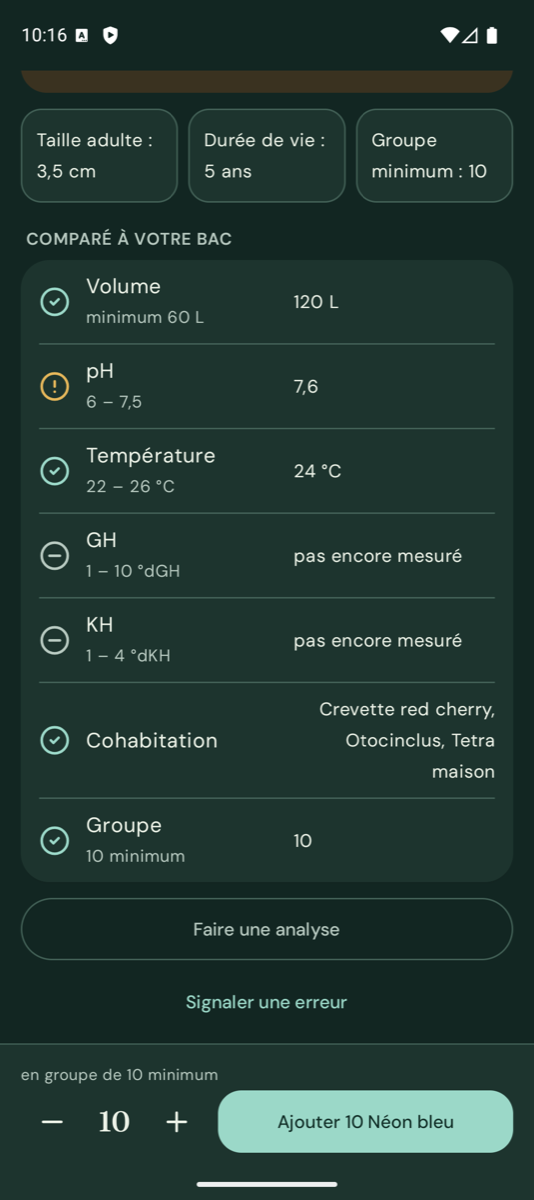 10:16
Taille adulte :
3,5 cm
Durée de vie :
5 ans
Groupe
minimum : 10
COMPARÉ À VOTRE BAC
Volume
minimum 60 L
120 L
pH
6 – 7,5
7,6
Température
22 – 26 °C
24 °C
GH
1 – 10 °dGH
pas encore mesuré
KH
1 – 4 °dKH
pas encore mesuré
Cohabitation
Crevette red cherry,
Otocinclus, Tetra
maison
Groupe
10 minimum
10
Faire une analyse
Signaler une erreur
en groupe de 10 minimum
10
Ajouter 10 Néon bleu